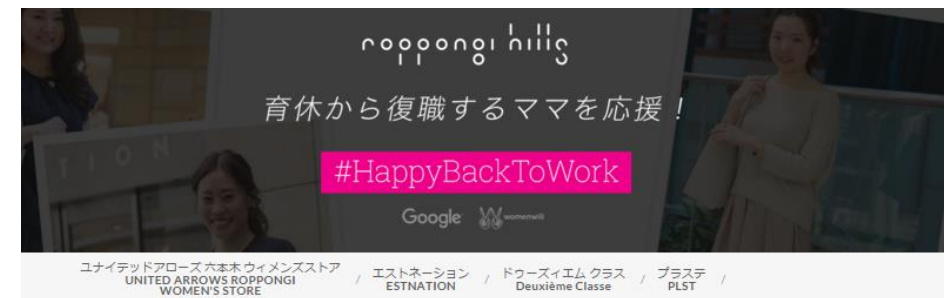 roppongi hills
育休から復職するママを応援！
TION
#HappyBackToWork
Google womenwill
ユナイテッドアローズ 六本木 ウィメンズストア
UNITED ARROWS ROPPONGI
WOMEN'S STORE
/
エストネーション
ESTNATION
/
ドゥーズィエム クラス
Deuxième Classe
/
プラステ
PLST
/